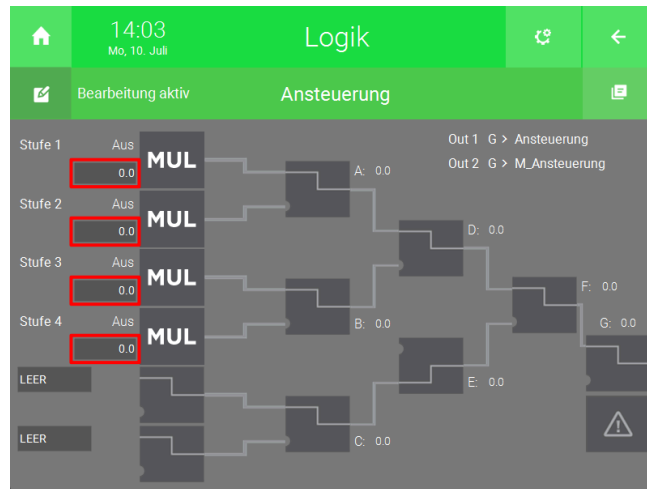 14:03
Mo, 10. Juli
Logik
Bearbeitung aktiv
Ansteuerung
Stufe 1 Aus
0.0
MUL
Out 1 G > Ansteuerung
Out 2 G > M_Ansteuerung
A: 0.0
Stufe 2 Aus
0.0
MUL
D: 0.0
Stufe 3 Aus
0.0
MUL
F: 0.0
Stufe 4 Aus
0.0
MUL
B: 0.0
G: 0.0
LEER
E: 0.0
LEER
C: 0.0